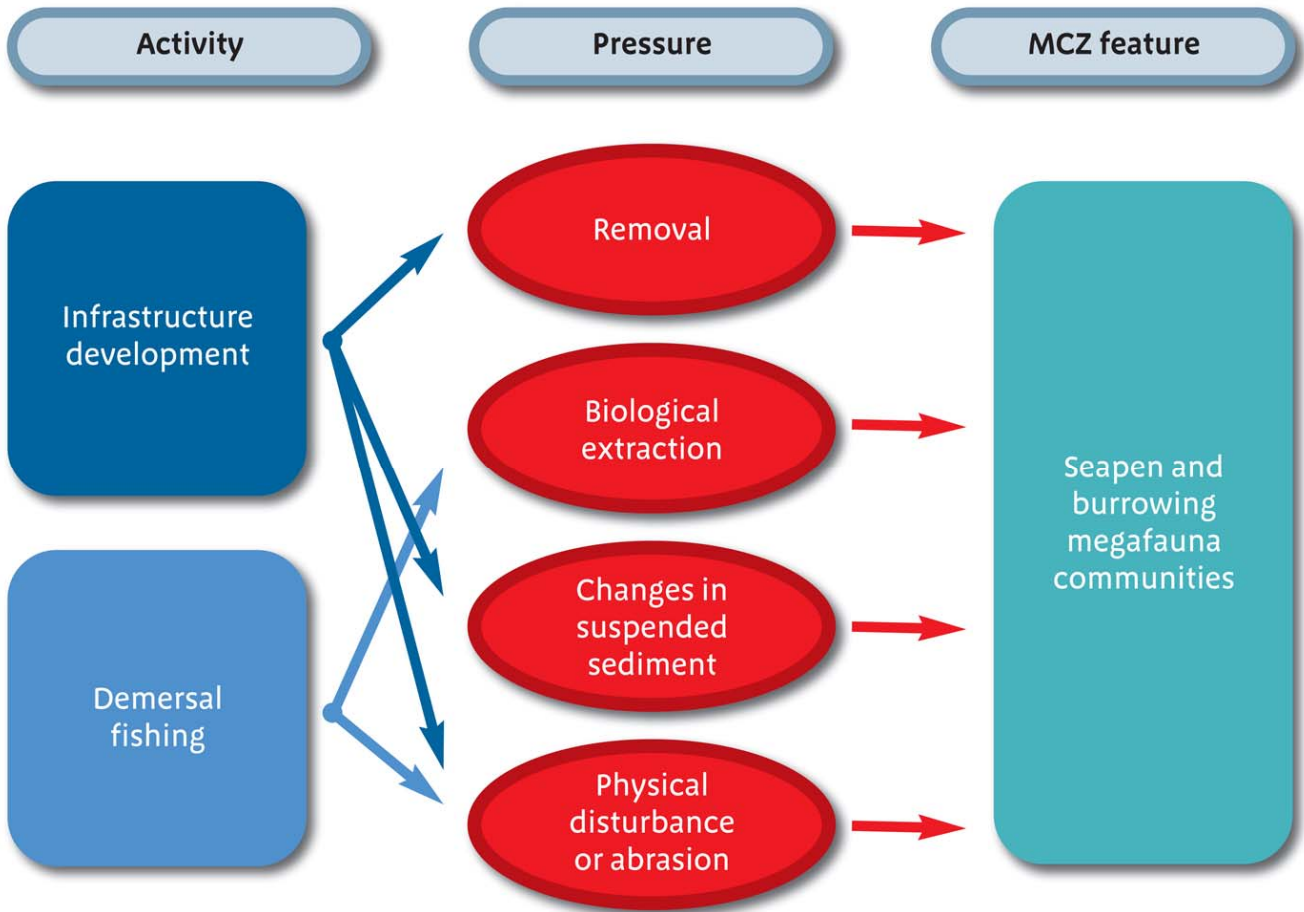 Activity
Pressure
MCZ feature
Infrastructure
development
Demersal
fishing
Removal
Biological
extraction
Changes in
suspended
sediment
Physical
disturbance
or abrasion
Seapen and
burrowing
megafauna
communities